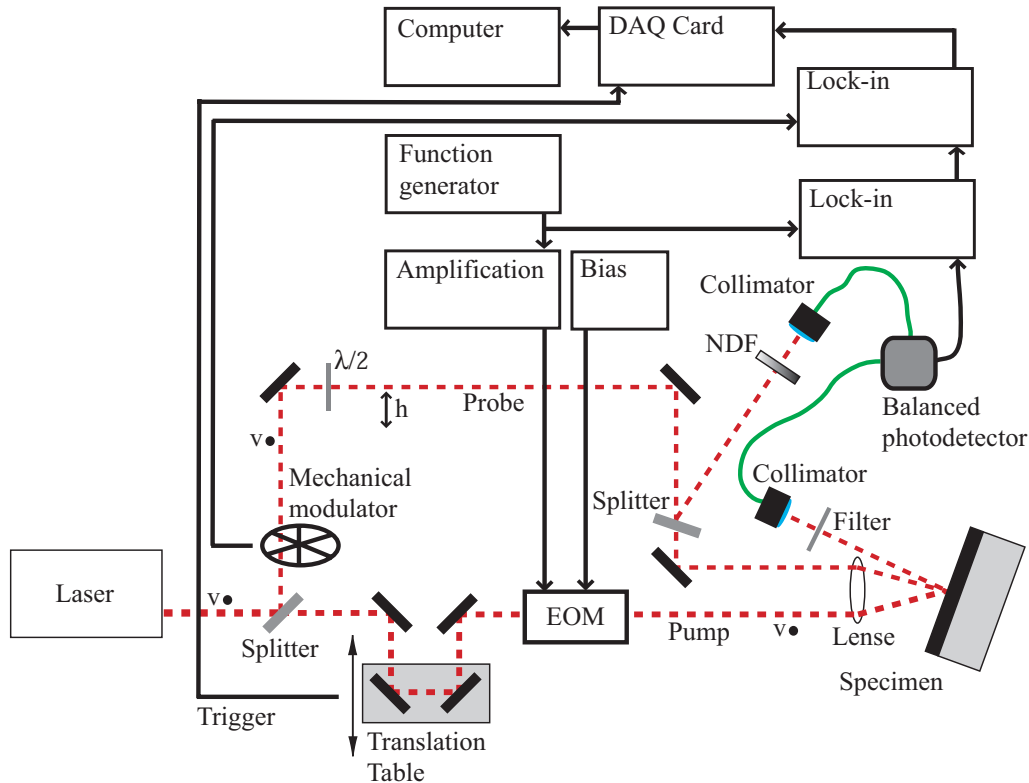 Computer
DAQ Card
Lock-in
Function
generator
Lock-in
Amplification
Bias
Collimator
NDF
λ/2
Probe
h
Balanced
photodetector
v
Mechanical
modulator
Collimator
Splitter
Filter
Laser
v
EOM
Splitter
Pump
v
Lense
Specimen
Trigger
Translation
Table